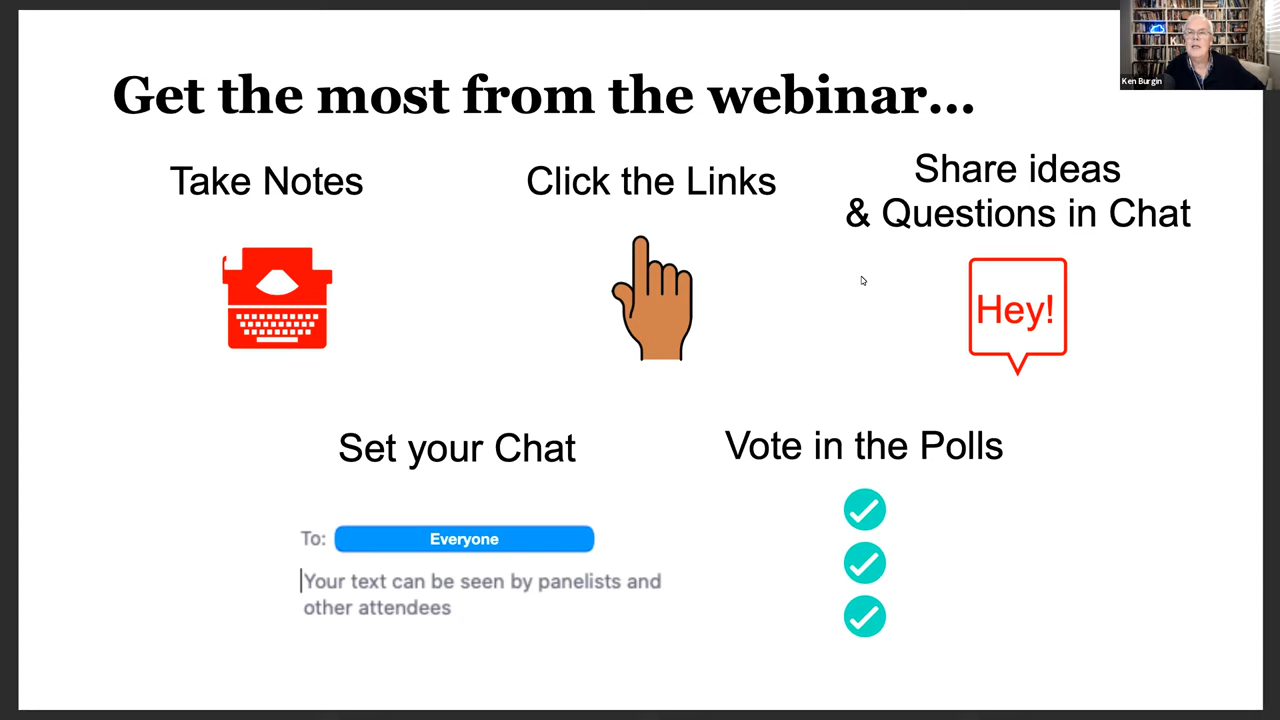 Get the most from the webinar...
Ken Burgin
Take Notes
Click the Links
Share ideas
& Questions in Chat
Hey!
Set your Chat
Vote in the Polls
To: Everyone
Your text can be seen by panelists and
other attendees